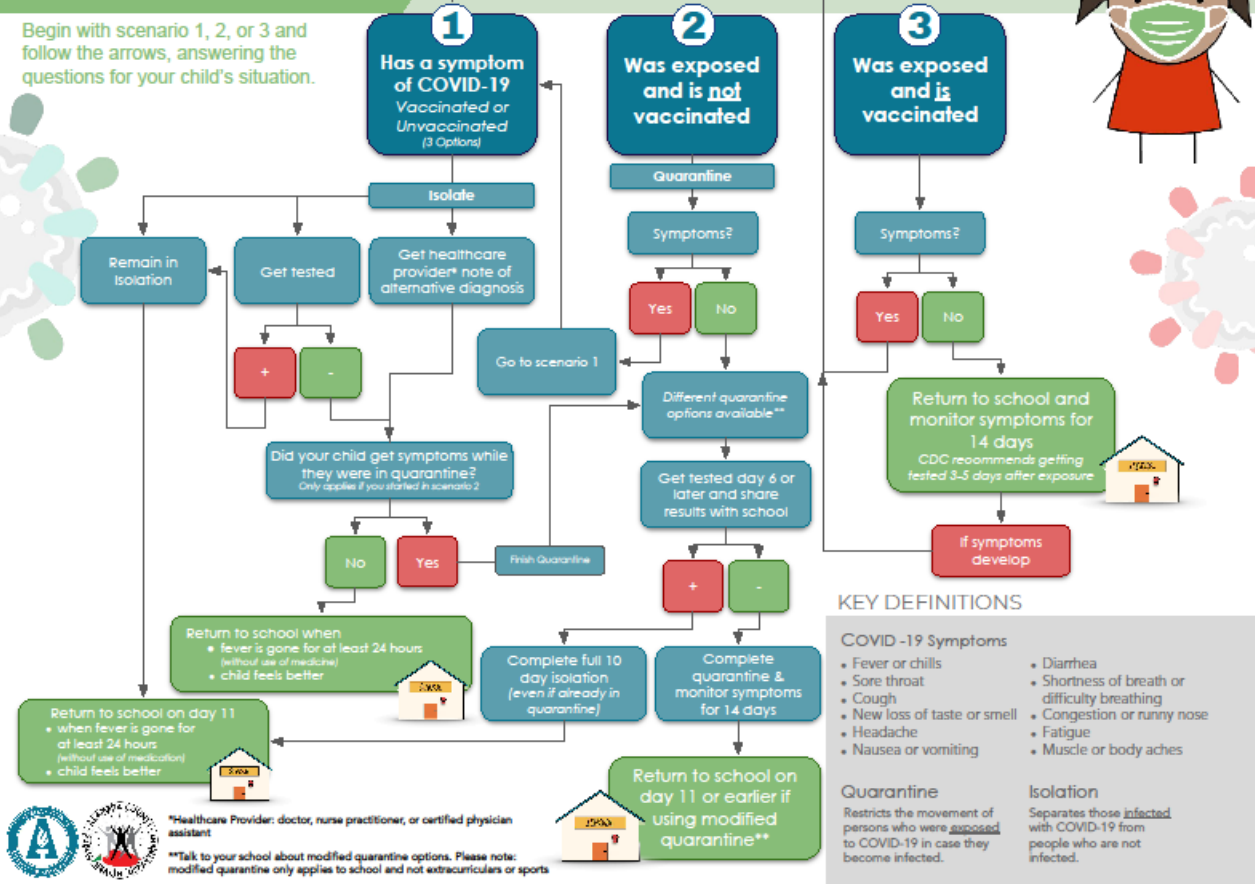 Begin with scenario 1, 2, or 3 and
follow the arrows, answering the
questions for your child's situation.
1
Has a symptom
of COVID-19
Vaccinated or
Unvaccinated
(3 Options)
2
Was exposed
and is not
vaccinated
3
Was exposed
and is
vaccinated
Isolate
Quarantine
Remain in
Isolation
Get tested
Get healthcare
provider* note of
alternative diagnosis
Symptoms?
Symptoms?
Yes
No
Yes
No
+
-
Go to scenario 1
Different quarantine
options available**
Return to school and
monitor symptoms for
14 days
CDC recommends getting
tested 3-5 days after exposure
Did your child get symptoms while
they were in quarantine?
Only applies if you started in scenario 2
Get tested day 6 or
later and share
results with school
No
Yes
Finish Quarantine
If symptoms
develop
+
-
Return to school when
• fever is gone for at least 24 hours
(without use of medicine)
• child feels better
Complete full 10
day isolation
(even if already in
quarantine)
Complete
quarantine &
monitor symptoms
for 14 days
Return to school on day 11
• when fever is gone for
at least 24 hours
(without use of medication)
• child feels better
Return to school on
day 11 or earlier if
using modified
quarantine**
KEY DEFINITIONS
COVID -19 Symptoms
• Fever or chills
• Sore throat
• Cough
• New loss of taste or smell
• Headache
• Nausea or vomiting
• Diarrhea
• Shortness of breath or
difficulty breathing
• Congestion or runny nose
• Fatigue
• Muscle or body aches
Quarantine
Restricts the movement of
persons who were exposed
to COVID-19 in case they
become infected.
Isolation
Separates those infected
with COVID-19 from
people who are not
infected.
A
*Healthcare Provider: doctor, nurse practitioner, or certified physician
assistant
**Talk to your school about modified quarantine options. Please note:
modified quarantine only applies to school and not extracurriculars or sports